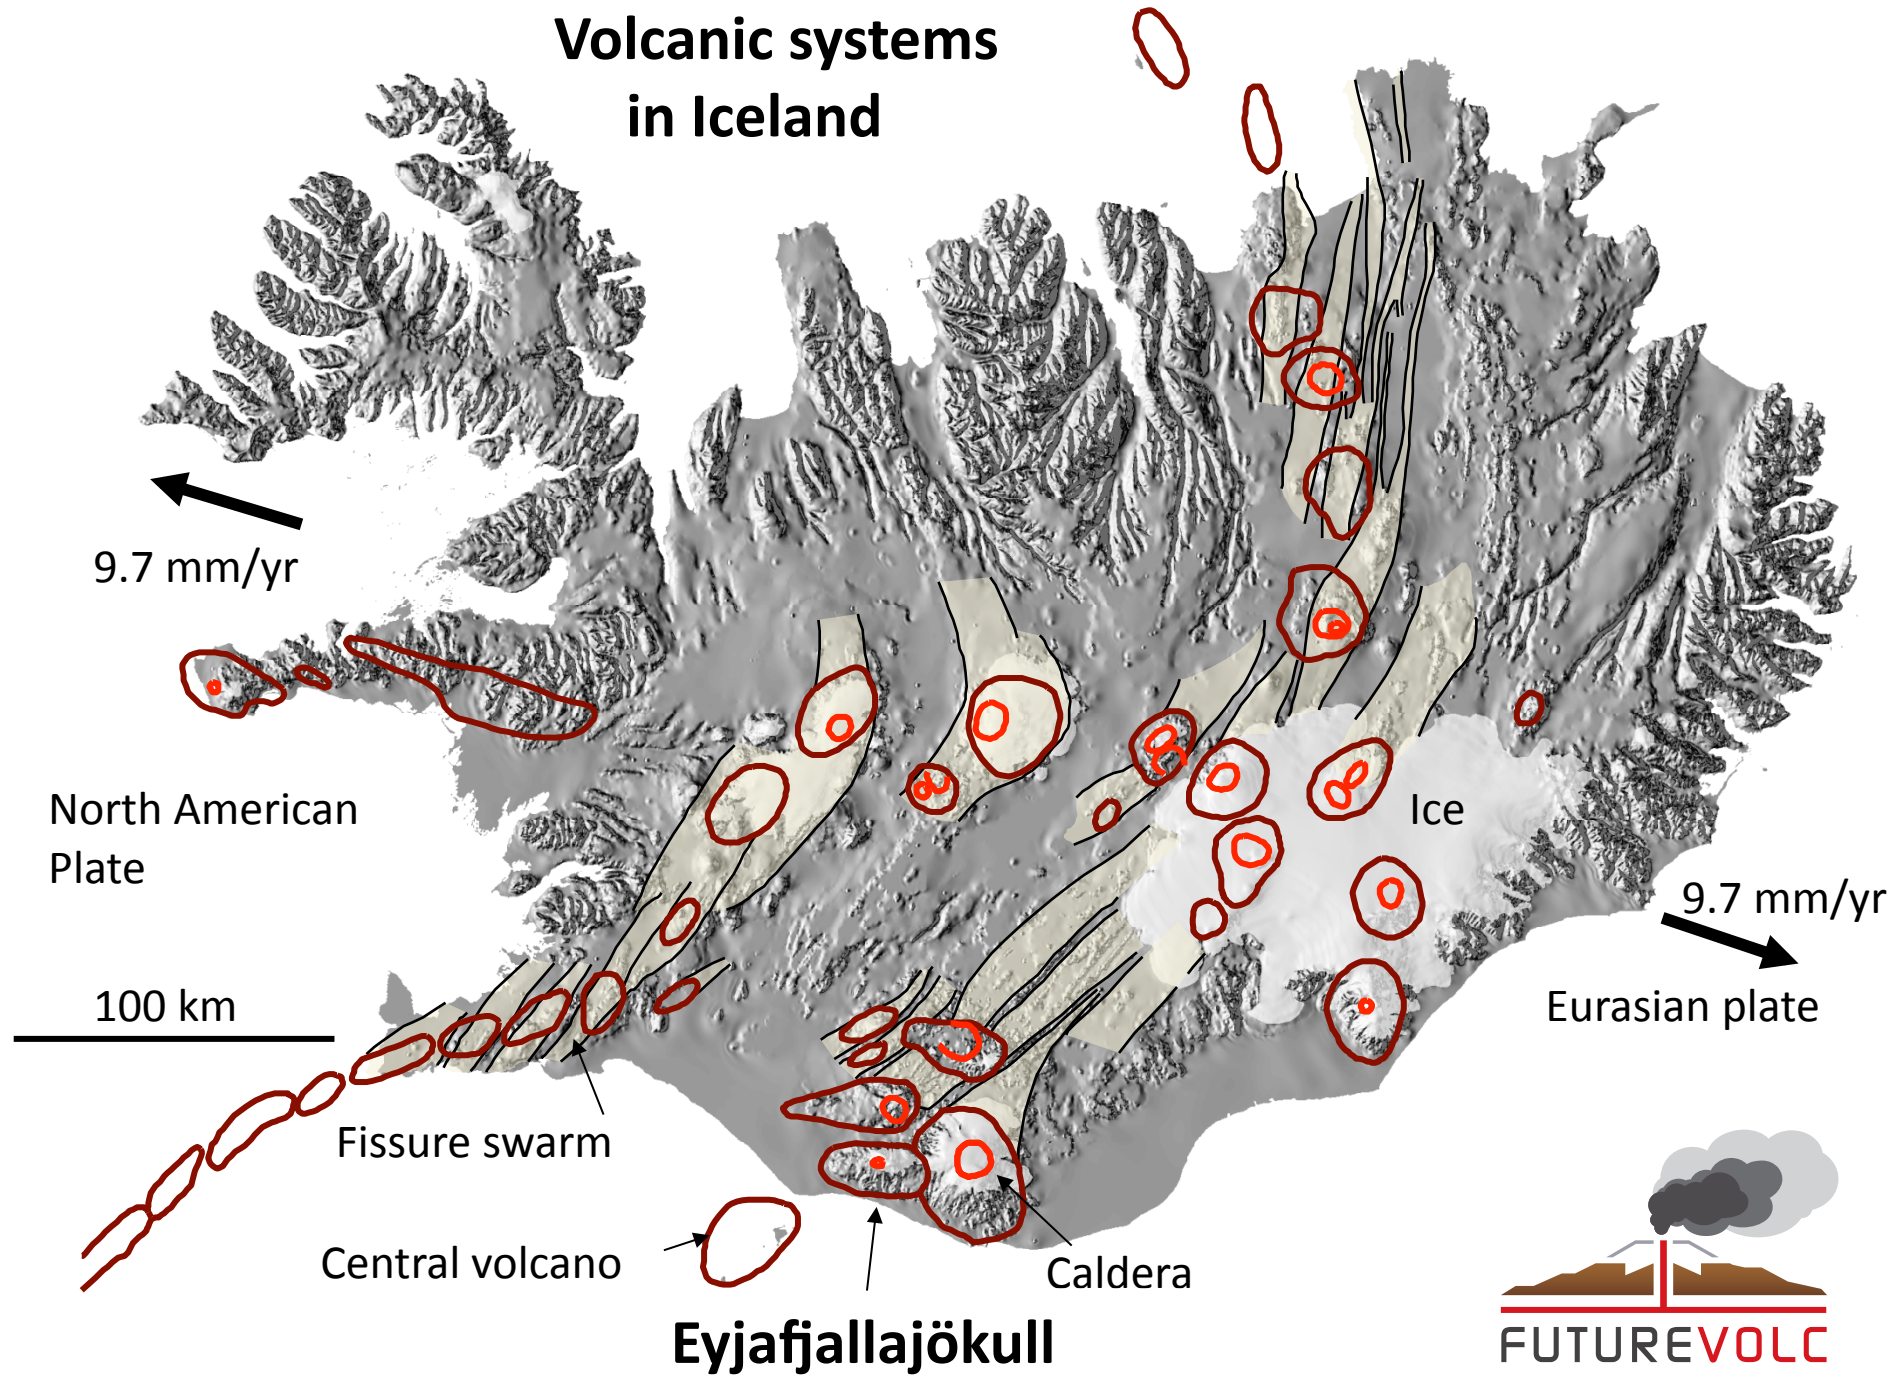 Volcanic systems
in Iceland
9.7 mm/yr
North American
Plate
Ice
9.7 mm/yr
Eurasian plate
100 km
Fissure swarm
Central volcano
Caldera
Eyjafjallajökull
FUTUREVOLC